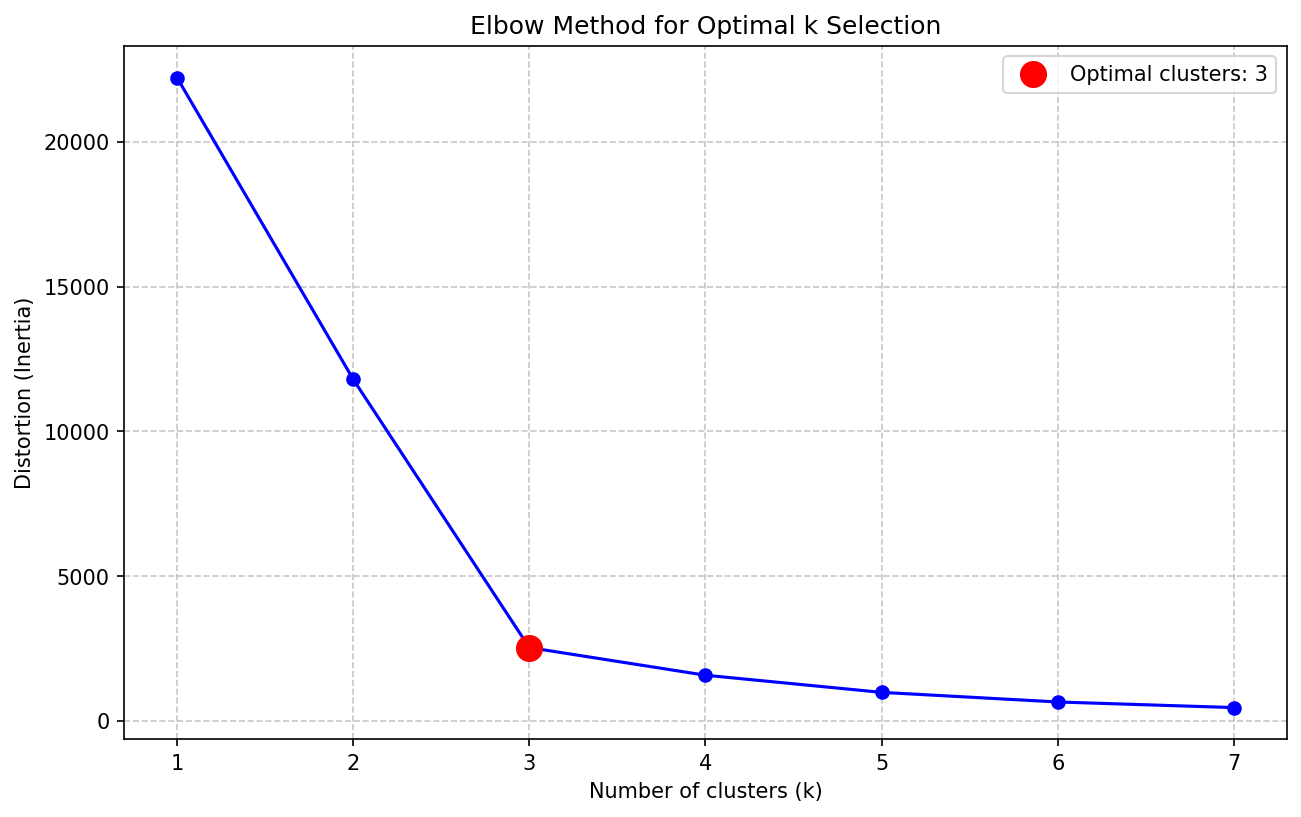 Elbow Method for Optimal k Selection
Optimal clusters: 3
Distortion (Inertia)
20000
15000
10000
5000
0
1 2 3 4 5 6 7
Number of clusters (k)